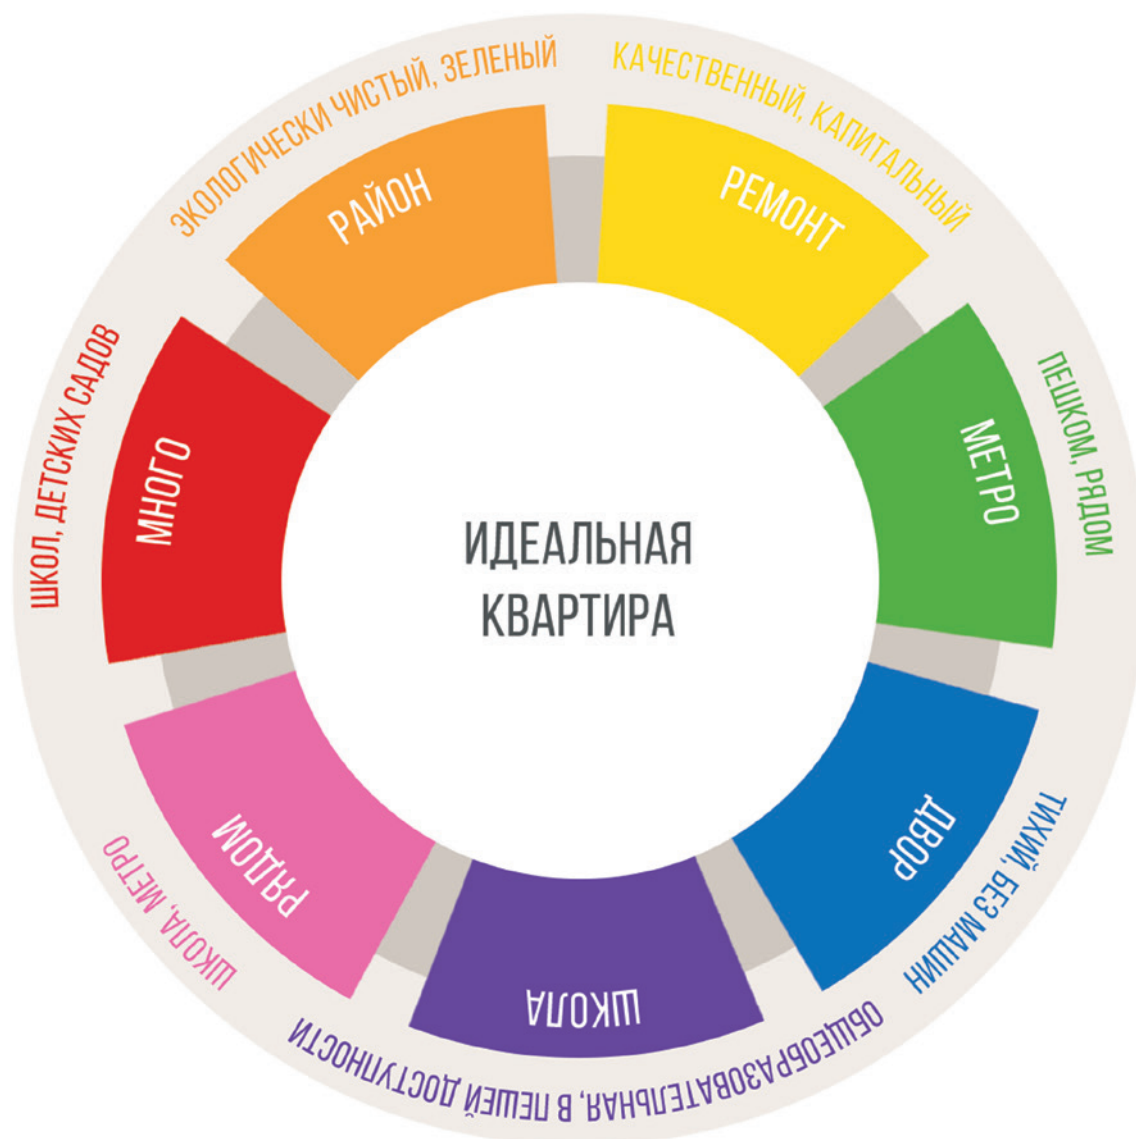 ЭКОЛОГИЧЕСКИ ЧИСТЫЙ, ЗЕЛЕНЫЙ
РАЙОН
КАЧЕСТВЕННЫЙ, КАПИТАЛЬНЫЙ
РЕМОНТ
ПЕШКОМ, РЯДОМ
МЕТРО
ТИХИЙ, БЕЗ МАШИН
ДВОР
ОБЩЕОБРАЗОВАТЕЛЬНАЯ, В ПЕШЕЙ ДОСТУПНОСТИ
ШКОЛА
ШКОЛА, МЕТРО
РЯДОМ
ШКОЛ, ДЕТСКИХ САДОВ
МНОГО
ИДЕАЛЬНАЯ
КВАРТИРА